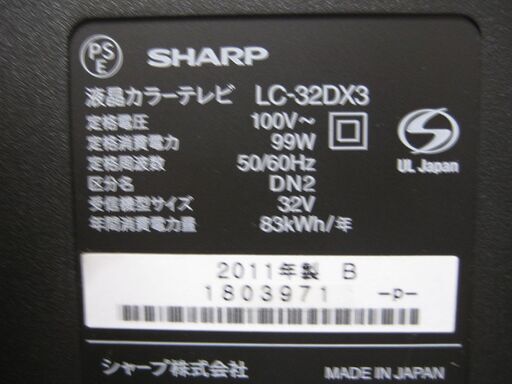 PS
E
SHARP
液晶カラーテレビ LC-32DX3
定格電圧 100V～
定格消費電力 99W
定格周波数 50/60Hz
区分名 DN2
受信機型サイズ 32V
年間消費電力量 83kWh/年
UL Japan
2011年製 B
1803971 -p-
シャープ株式会社 MADE IN JAPAN